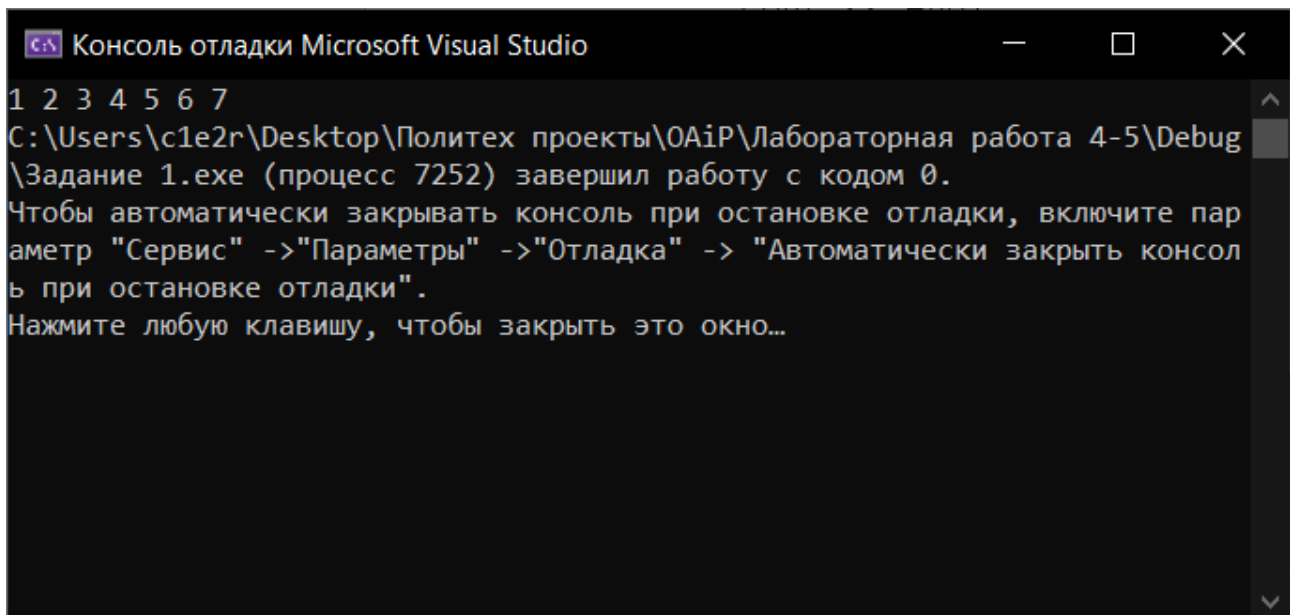 Консоль отладки Microsoft Visual Studio
1 2 3 4 5 6 7
C:\Users\c1e2r\Desktop\Политех проекты\OAiP\Лабораторная работа 4-5\Debug
\Задание 1.exe (процесс 7252) завершил работу с кодом 0.
Чтобы автоматически закрывать консоль при остановке отладки, включите пар
аметр "Сервис" ->"Параметры" ->"Отладка" -> "Автоматически закрыть консол
ь при остановке отладки".
Нажмите любую клавишу, чтобы закрыть это окно…